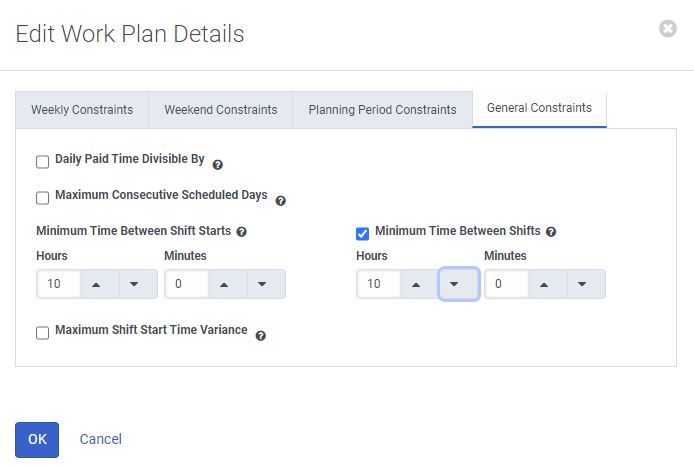 Edit Work Plan Details
Weekly Constraints Weekend Constraints Planning Period Constraints General Constraints
Daily Paid Time Divisible By ?
Maximum Consecutive Scheduled Days ?
Minimum Time Between Shift Starts ? Minimum Time Between Shifts ?
Hours Minutes Hours Minutes
10 0 10 0
Maximum Shift Start Time Variance ?
OK Cancel